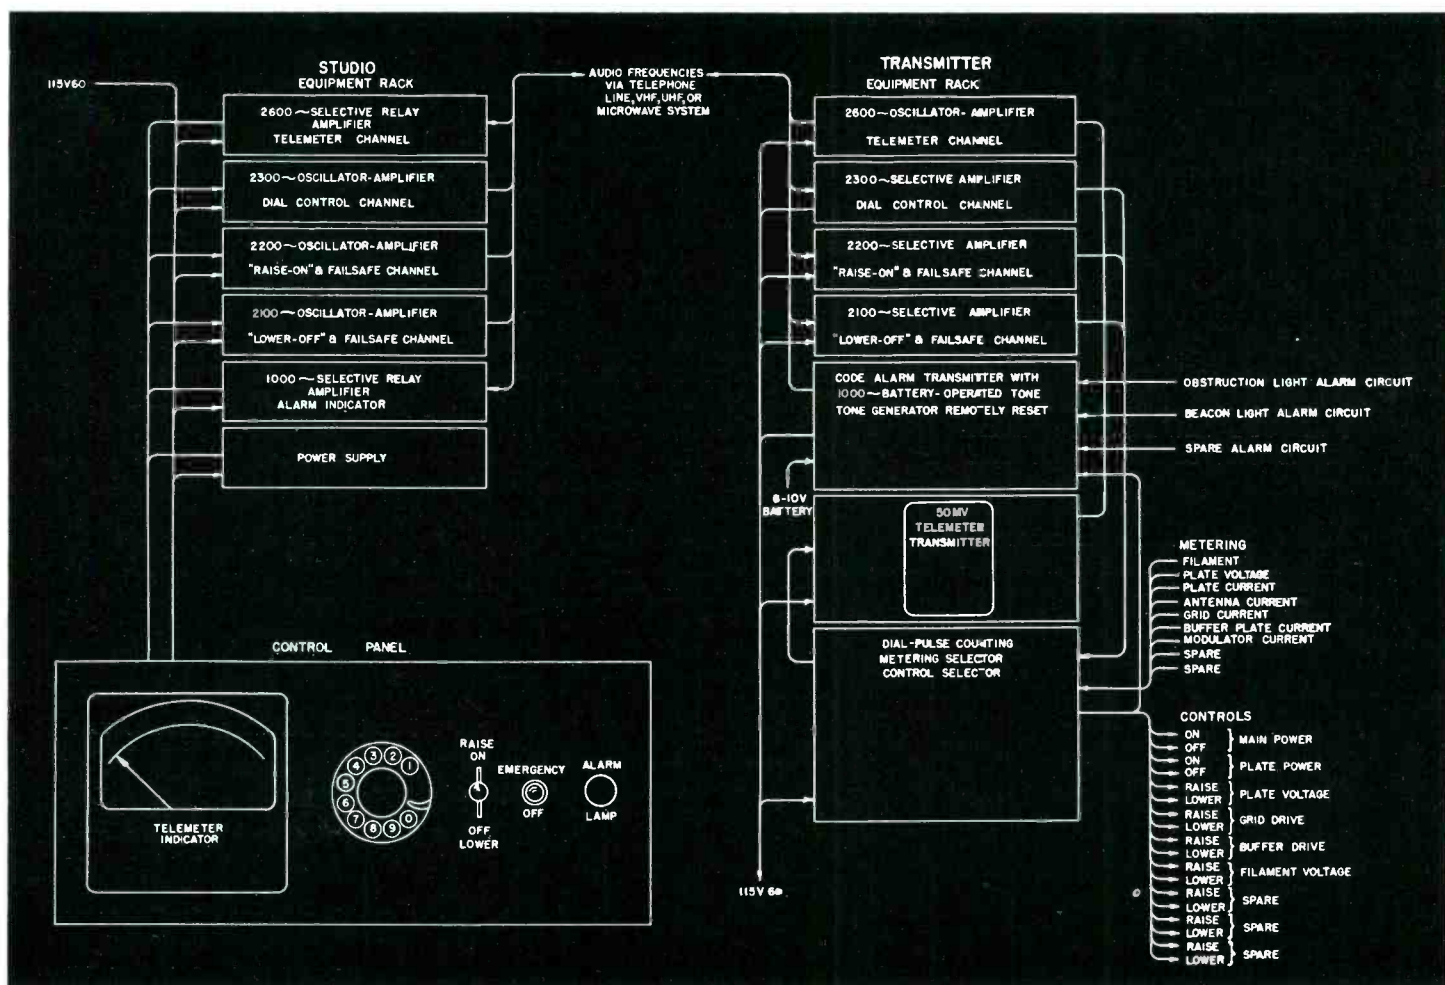 115V60
STUDIO
EQUIPMENT RACK
2600~SELECTIVE RELAY
AMPLIFIER
TELEMETER CHANNEL
2300~OSCILLATOR-AMPLIFIER
DIAL CONTROL CHANNEL
2200~OSCILLATOR-AMPLIFIER
"RAISE-ON" & FAILSAFE CHANNEL
2100~OSCILLATOR-AMPLIFIER
"LOWER-OFF" & FAILSAFE CHANNEL
1000~SELECTIVE RELAY
AMPLIFIER
ALARM INDICATOR
POWER SUPPLY
AUDIO FREQUENCIES
VIA TELEPHONE
LINE, VHF, UHF, OR
MICROWAVE SYSTEM
TRANSMITTER
EQUIPMENT RACK
2600~OSCILLATOR-AMPLIFIER
TELEMETER CHANNEL
2300~SELECTIVE AMPLIFIER
DIAL CONTROL CHANNEL
2200~SELECTIVE AMPLIFIER
"RAISE-ON" & FAILSAFE CHANNEL
2100~SELECTIVE AMPLIFIER
"LOWER-OFF" & FAILSAFE CHANNEL
CODE ALARM TRANSMITTER WITH
1000~BATTERY-OPERATED TONE
TONE GENERATOR REMOTELY RESET
OBSTRUCTION LIGHT ALARM CIRCUIT
BEACON LIGHT ALARM CIRCUIT
SPARE ALARM CIRCUIT
8-10V
BATTERY
50MV
TELEMETER
TRANSMITTER
DIAL-PULSE COUNTING
METERING SELECTOR
CONTROL SELECTOR
115V 60
METERING
FILAMENT
PLATE VOLTAGE
PLATE CURRENT
ANTENNA CURRENT
GRID CURRENT
BUFFER PLATE CURRENT
MODULATOR CURRENT
SPARE
SPARE
CONTROLS
ON
OFF
MAIN POWER
ON
OFF
PLATE POWER
RAISE
LOWER
PLATE VOLTAGE
RAISE
LOWER
GRID DRIVE
RAISE
LOWER
BUFFER DRIVE
RAISE
LOWER
FILAMENT VOLTAGE
RAISE
LOWER
SPARE
RAISE
LOWER
SPARE
RAISE
LOWER
SPARE
CONTROL PANEL
TELEMETER
INDICATOR
1
2
3
4
5
6
7
8
9
0
RAISE
ON
OFF
LOWER
EMERGENCY
OFF
ALARM
LAMP